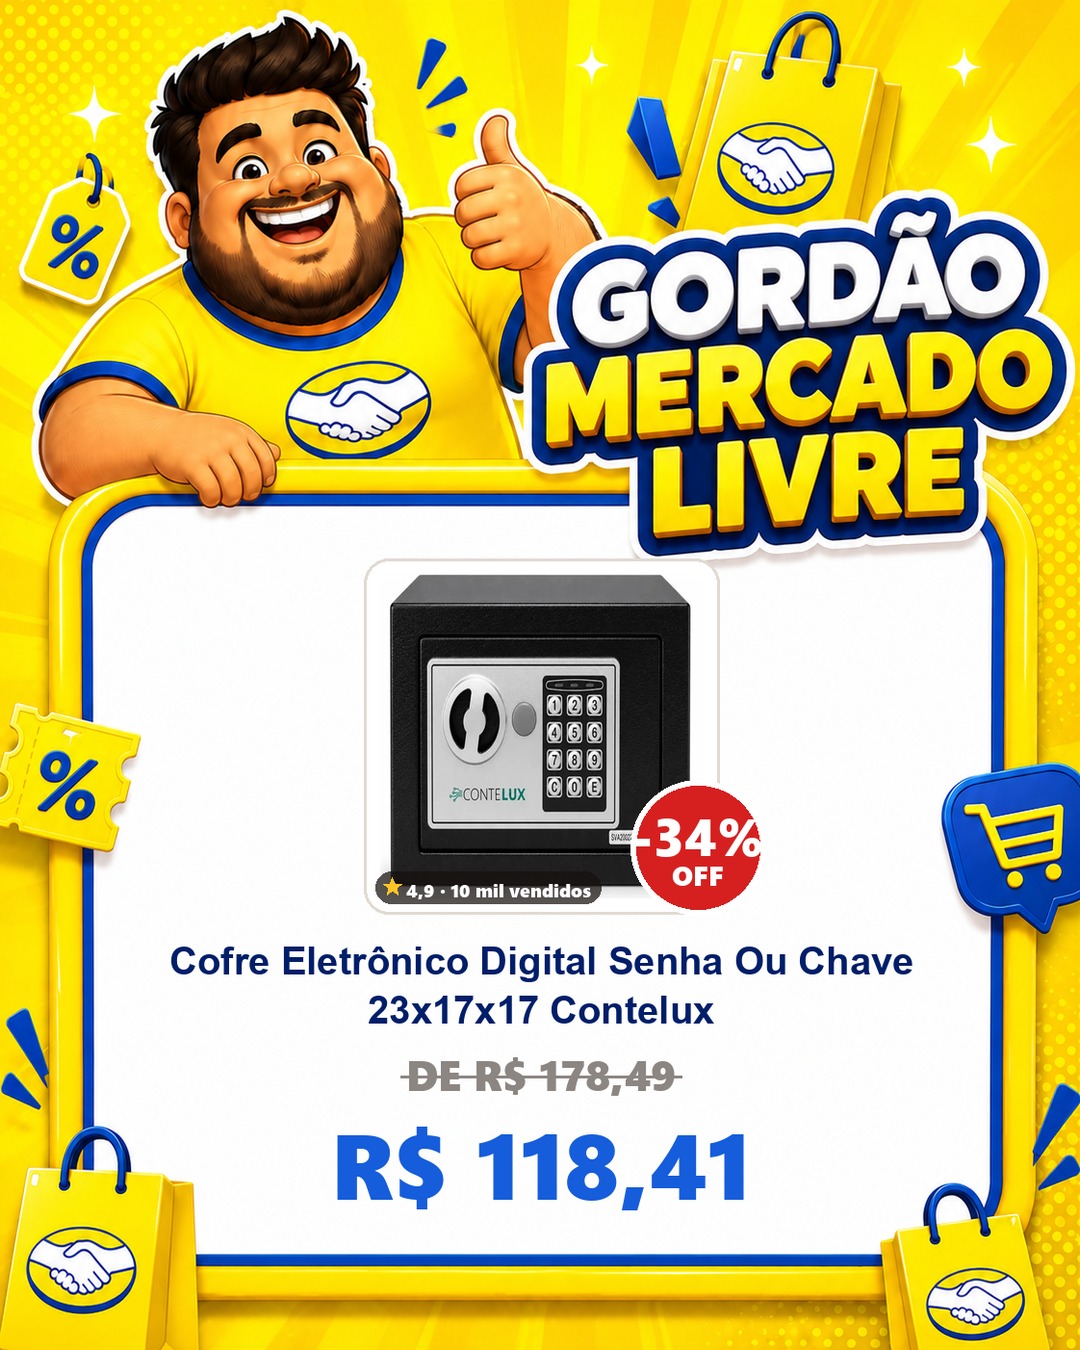 %
GORDÃO
MERCADO
LIVRE
%
1 2 3
4 5 6
7 8 9
C 0 E
CONTELUX
-34%
OFF
4,9 · 10 mil vendidos
Cofre Eletrônico Digital Senha Ou Chave
23x17x17 Contelux
DE R$ 178,49
R$ 118,41